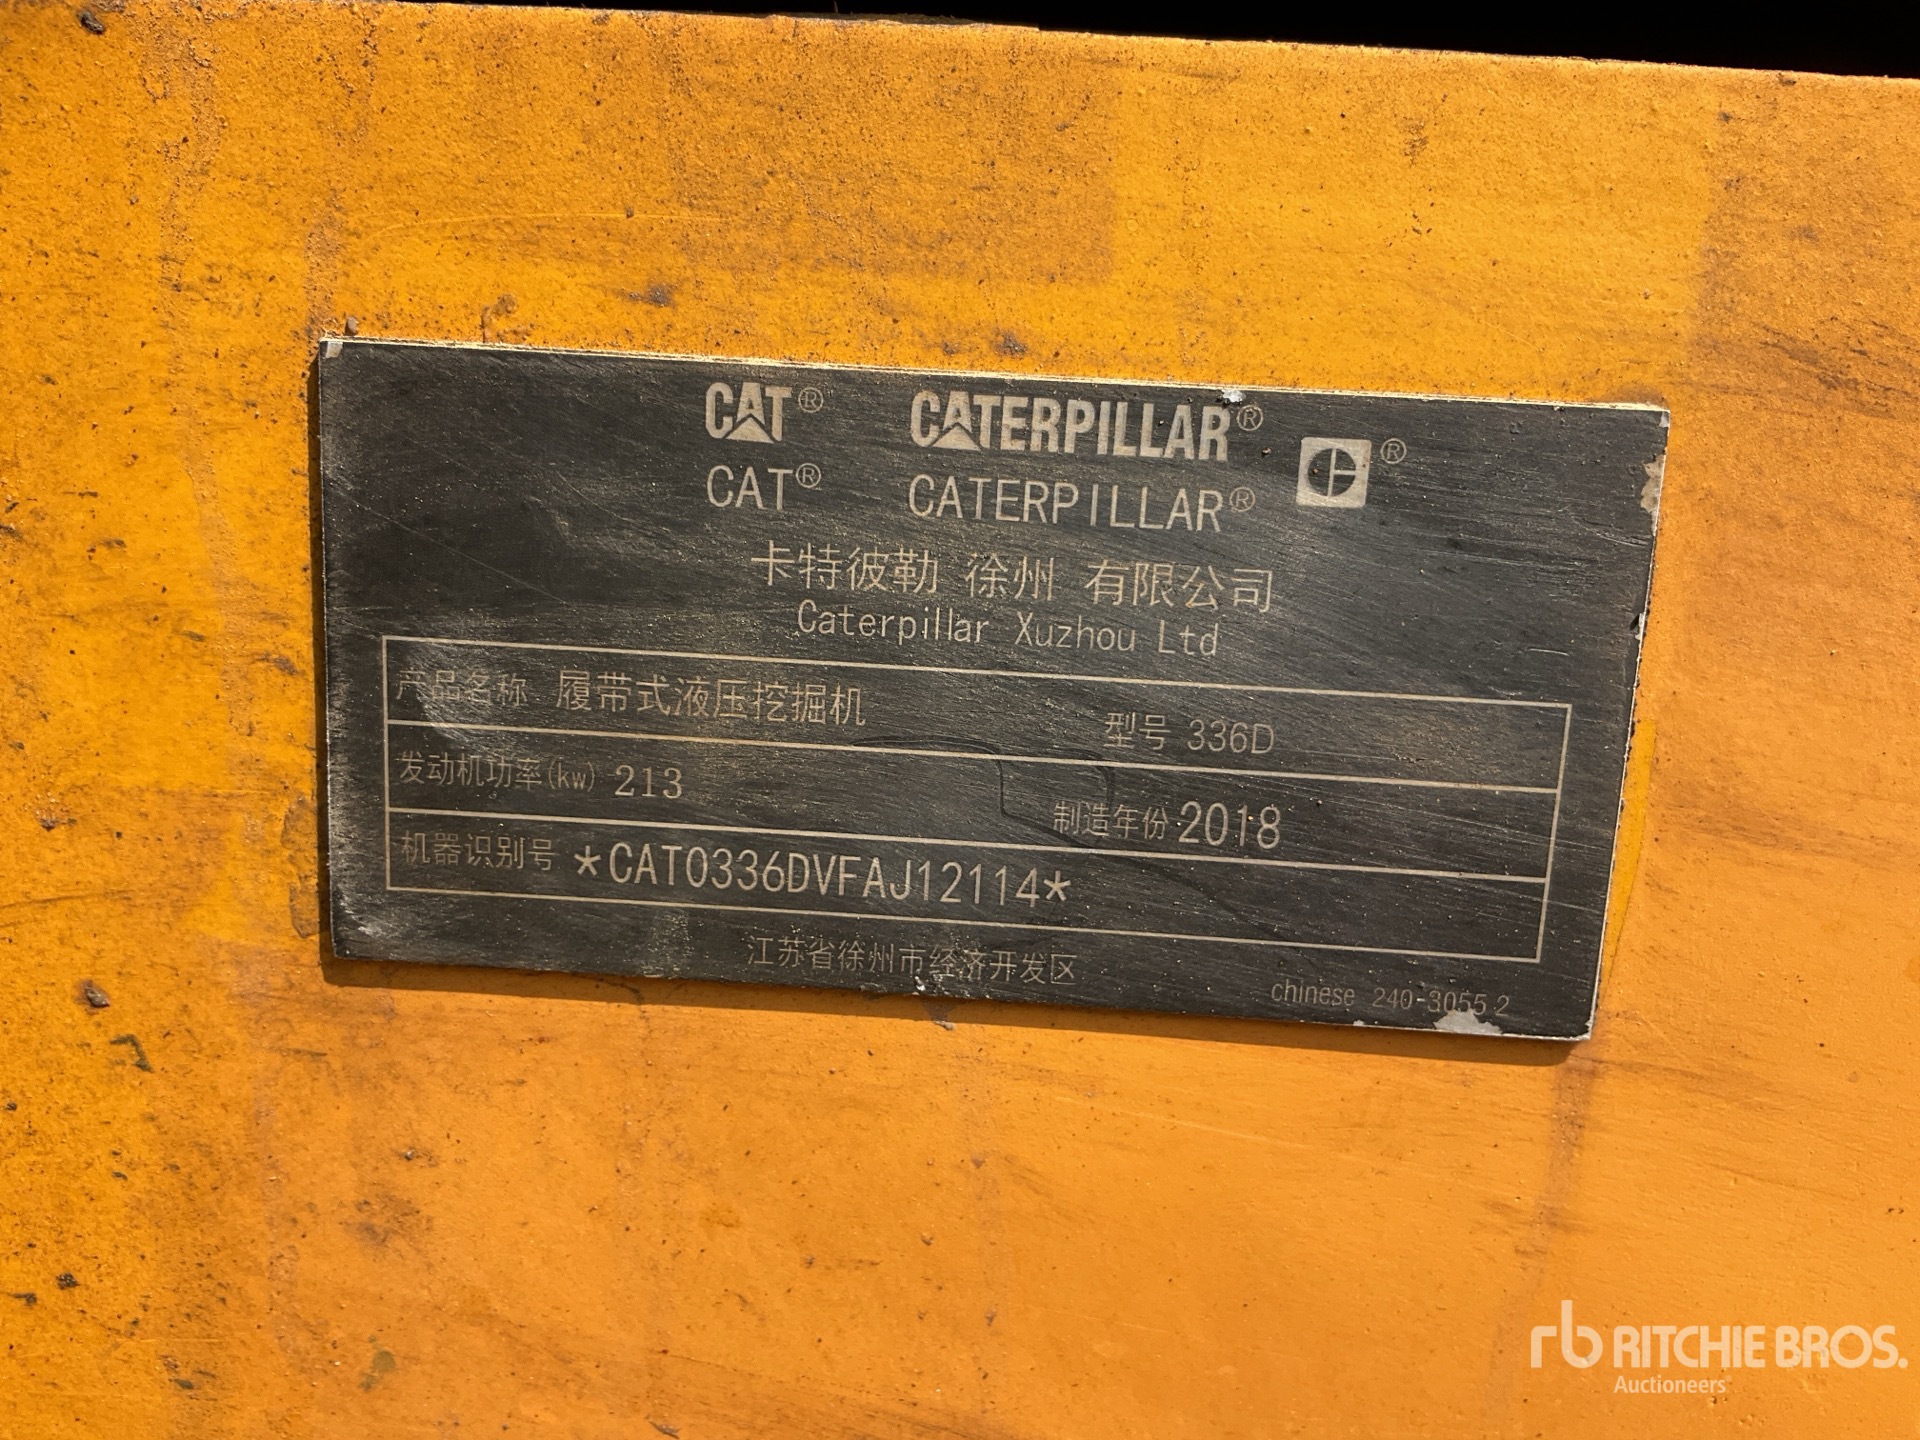 CAT® CATERPILLAR® ®
CAT® CATERPILLAR®
卡特彼勒 徐州 有限公司
Caterpillar Xuzhou Ltd
产品名称 履带式液压挖掘机 型号 336D
发动机功率(kw) 213 制造年份 2018
机器识别号 *CAT0336DVFAJ12114*
江苏省徐州市经济开发区
chinese 240-3055 2
rb RITCHIE BROS.
Auctioneers